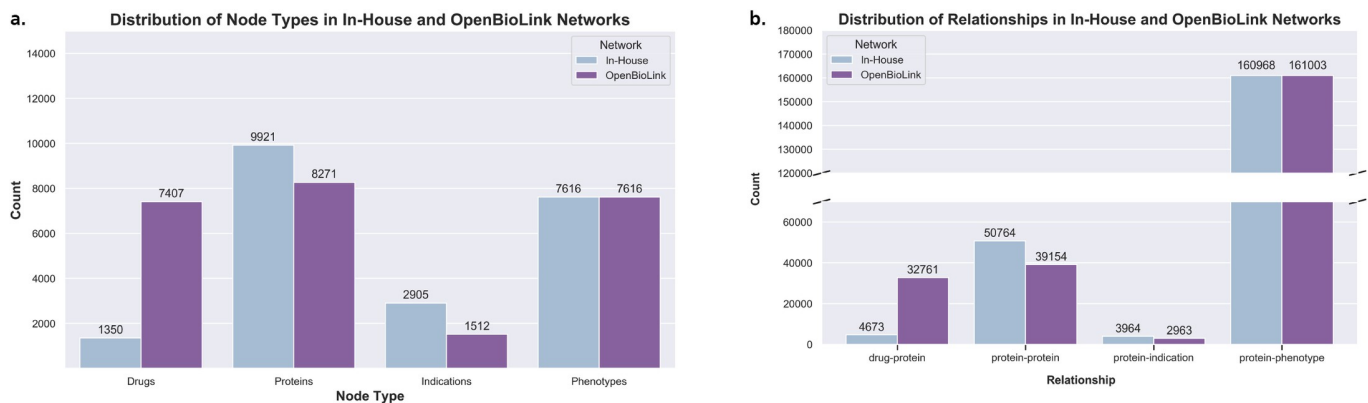 a.
Distribution of Node Types in In-House and OpenBioLink Networks
Network
In-House
OpenBioLink
Count
14000
12000
10000
8000
6000
4000
2000
1350
7407
9921
8271
2905
1512
7616
7616
Drugs
Proteins
Indications
Phenotypes
Node Type
b.
Distribution of Relationships in In-House and OpenBioLink Networks
Network
In-House
OpenBioLink
Count
180000
170000
160000
150000
140000
130000
120000
60000
40000
20000
0
4673
32761
50764
39154
3964
2963
160968
161003
drug-protein
protein-protein
protein-indication
protein-phenotype
Relationship